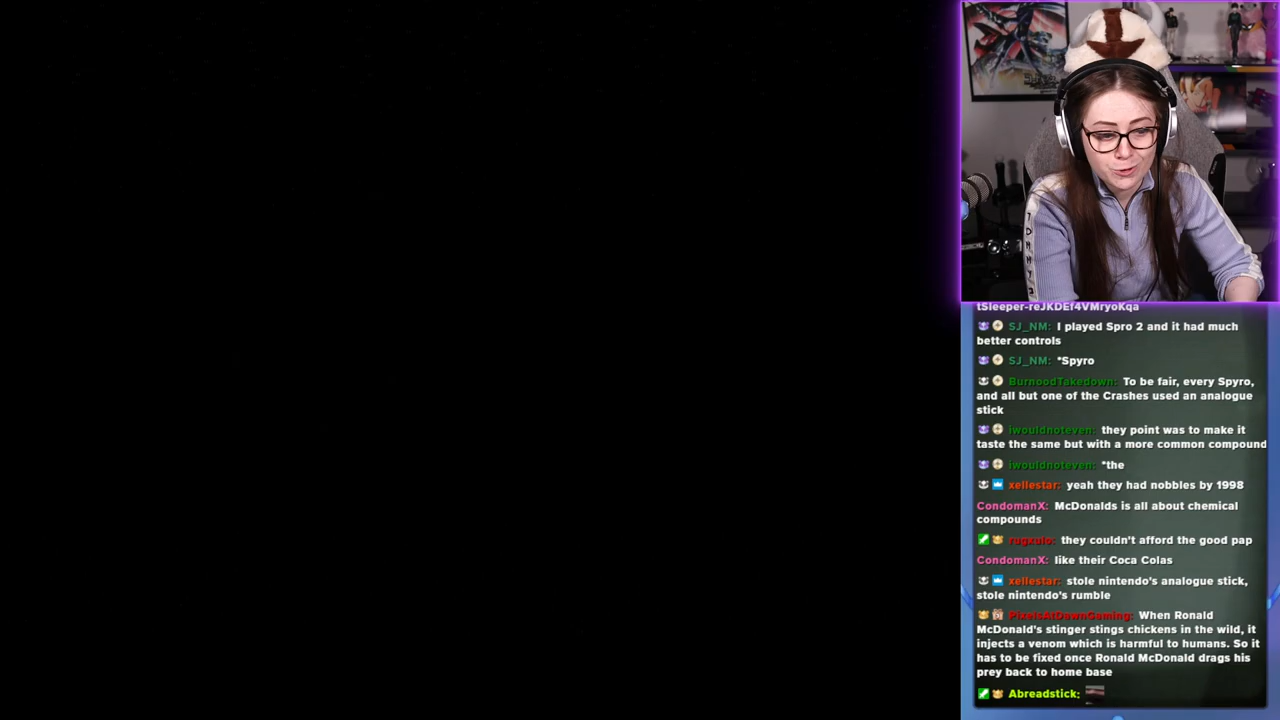 tSleeper-reJKDEf4VMryoKqa
SJ_NM: I played Spro 2 and it had much
better controls
SJ_NM: *Spyro
BurnoodTakedown: To be fair, every Spyro,
and all but one of the Crashes used an analogue
stick
iwouldnoteven: they point was to make it
taste the same but with a more common compound
iwouldnoteven: *the
xellestar: yeah they had nobbles by 1998
CondomanX: McDonalds is all about chemical
compounds
rugxulo: they couldn't afford the good pap
CondomanX: like their Coca Colas
xellestar: stole nintendo's analogue stick,
stole nintendo's rumble
PixelsAtDawnGaming: When Ronald
McDonald's stinger stings chickens in the wild, it
injects a venom which is harmful to humans. So it
has to be fixed once Ronald McDonald drags his
prey back to home base
Abreadstick: